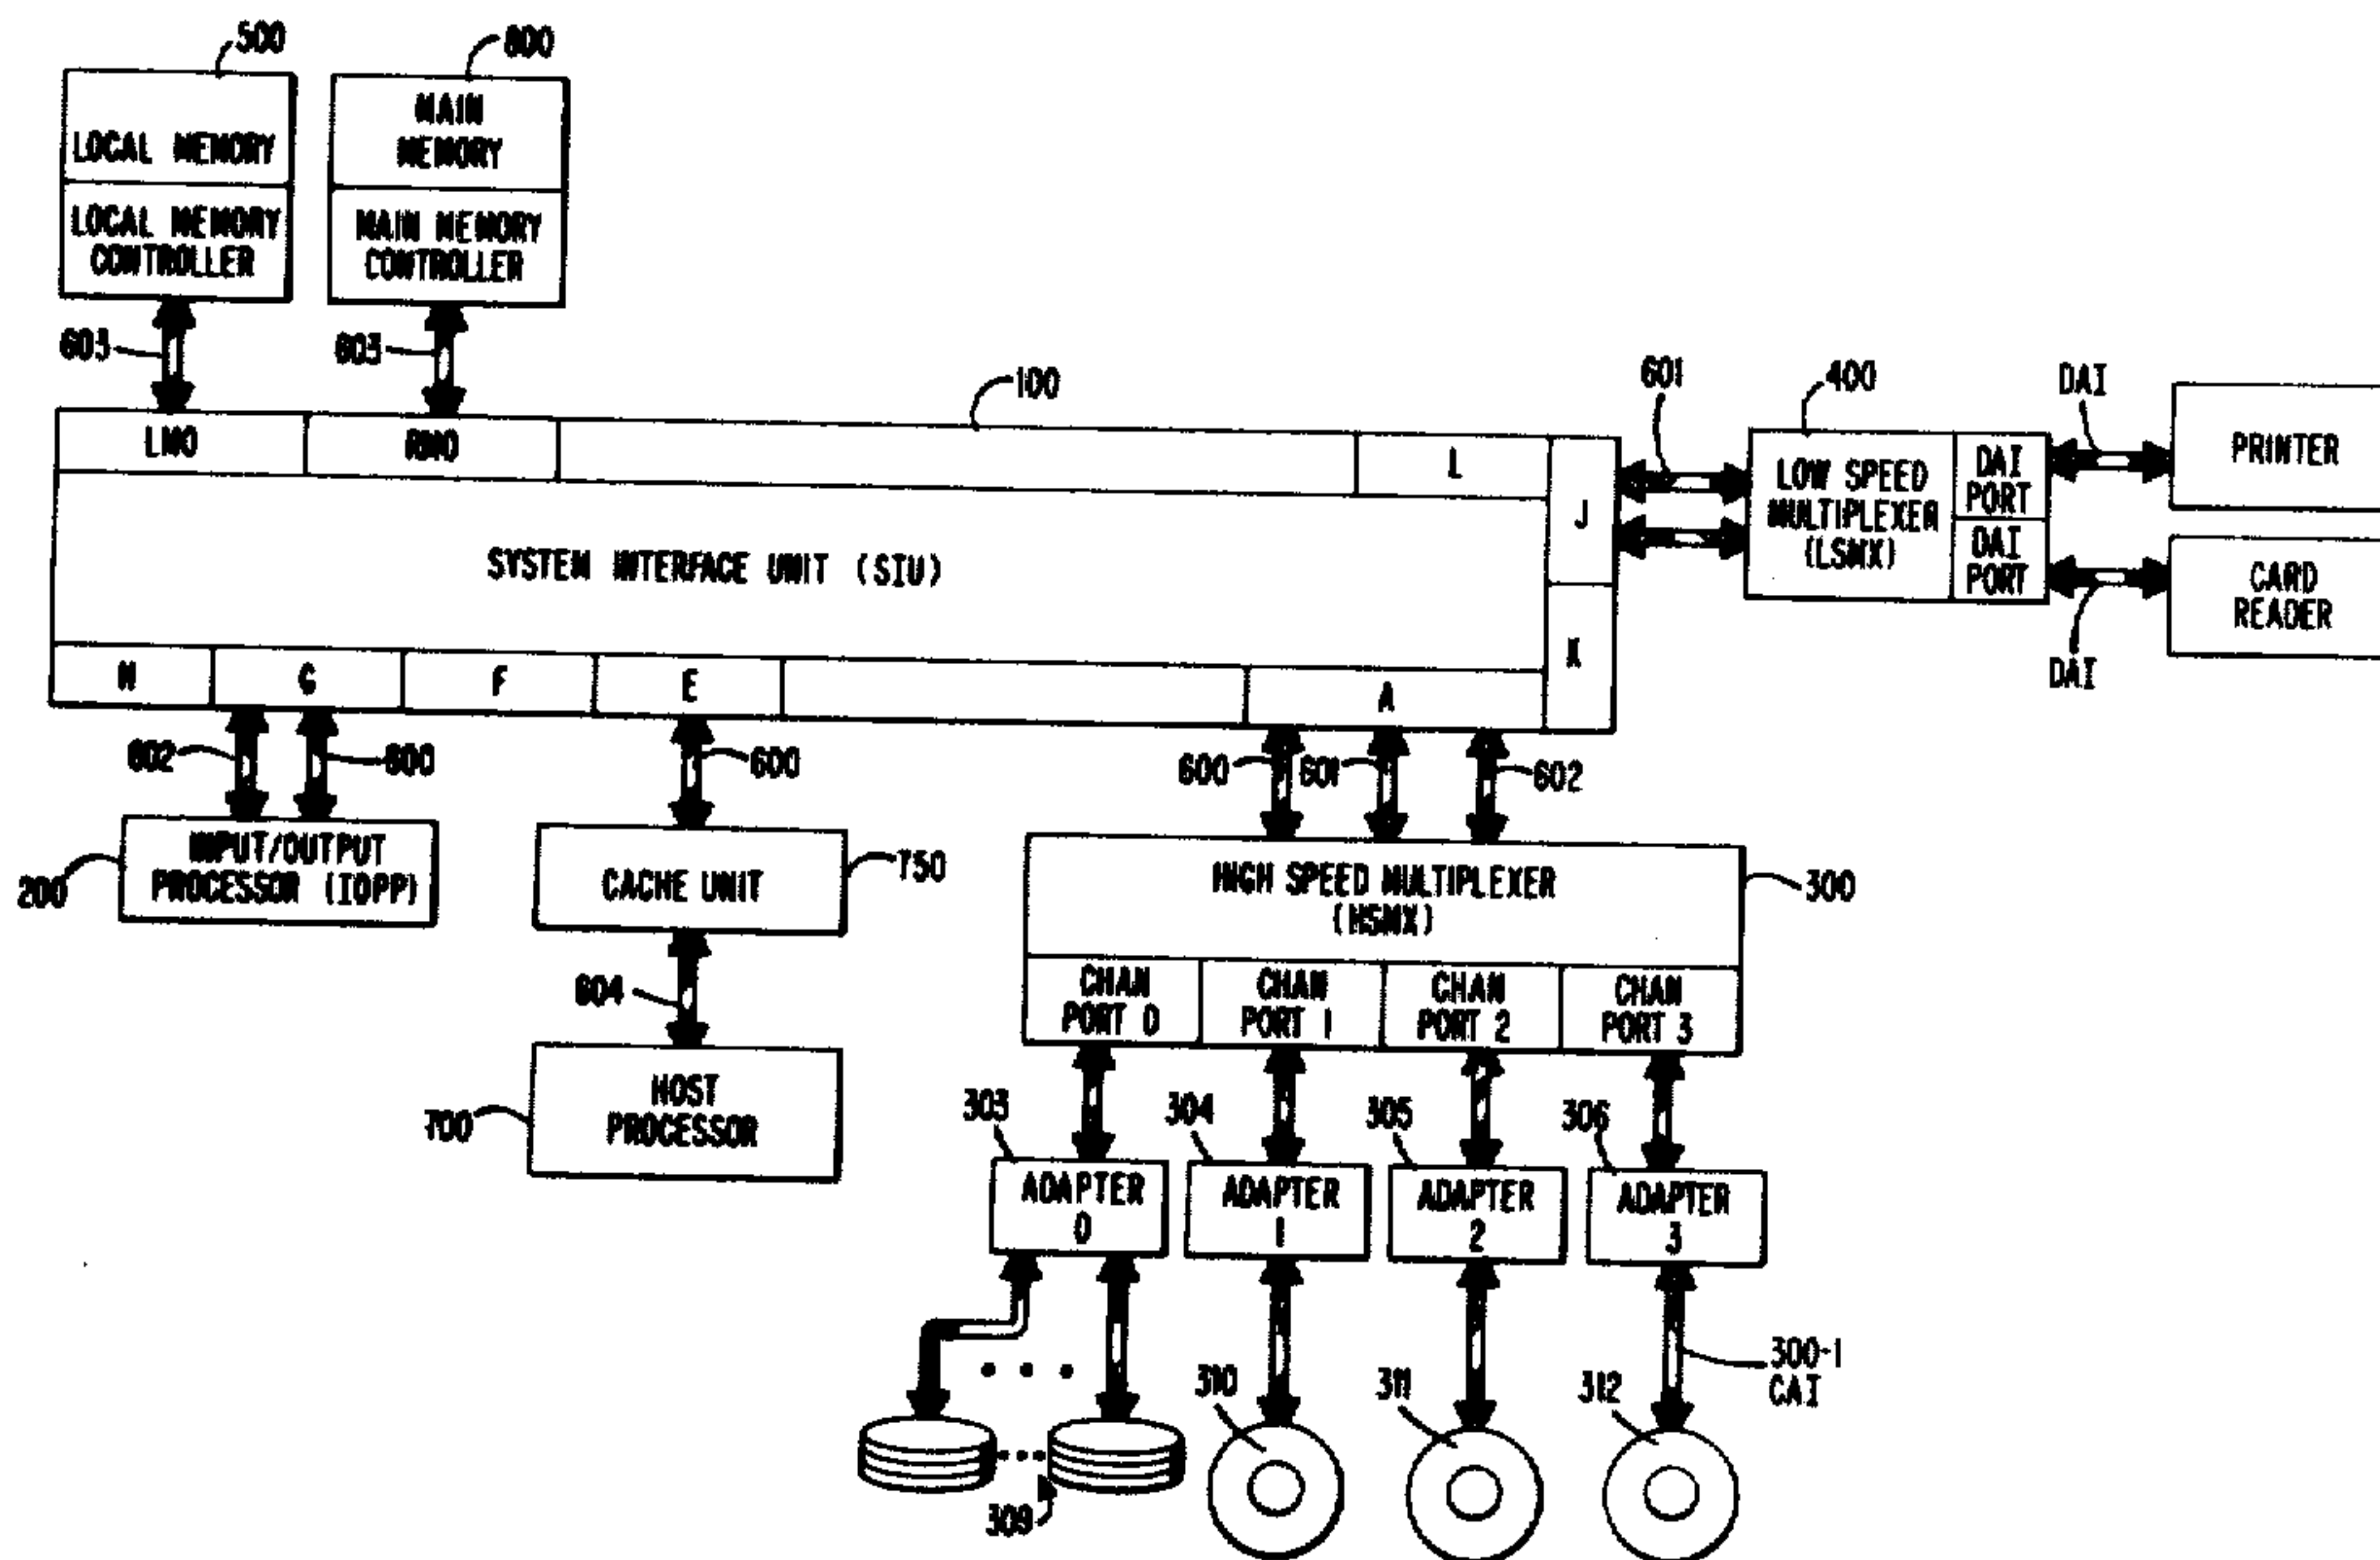 500
800
LOCAL MEMORY
LOCAL MEMORY
CONTROLLER
MAIN
MEMORY
MAIN MEMORY
CONTROLLER
603
603
100
601
400
DAI
LM0
RM0
L
J
K
SYSTEM INTERFACE UNIT (SIU)
LOW SPEED
MULTIPLEXER
(LSMX)
DAI
PORT
DAI
PORT
PRINTER
CARD
READER
DAI
H
G
F
E
A
602
600
600
600
601
602
INPUT/OUTPUT
PROCESSOR (IOPP)
200
CACHE UNIT
750
HIGH SPEED MULTIPLEXER
(HSMX)
300
604
CHAN
PORT 0
CHAN
PORT 1
CHAN
PORT 2
CHAN
PORT 3
HOST
PROCESSOR
700
303
304
305
306
ADAPTER
0
ADAPTER
1
ADAPTER
2
ADAPTER
3
300-1
CAI
310
311
312
309